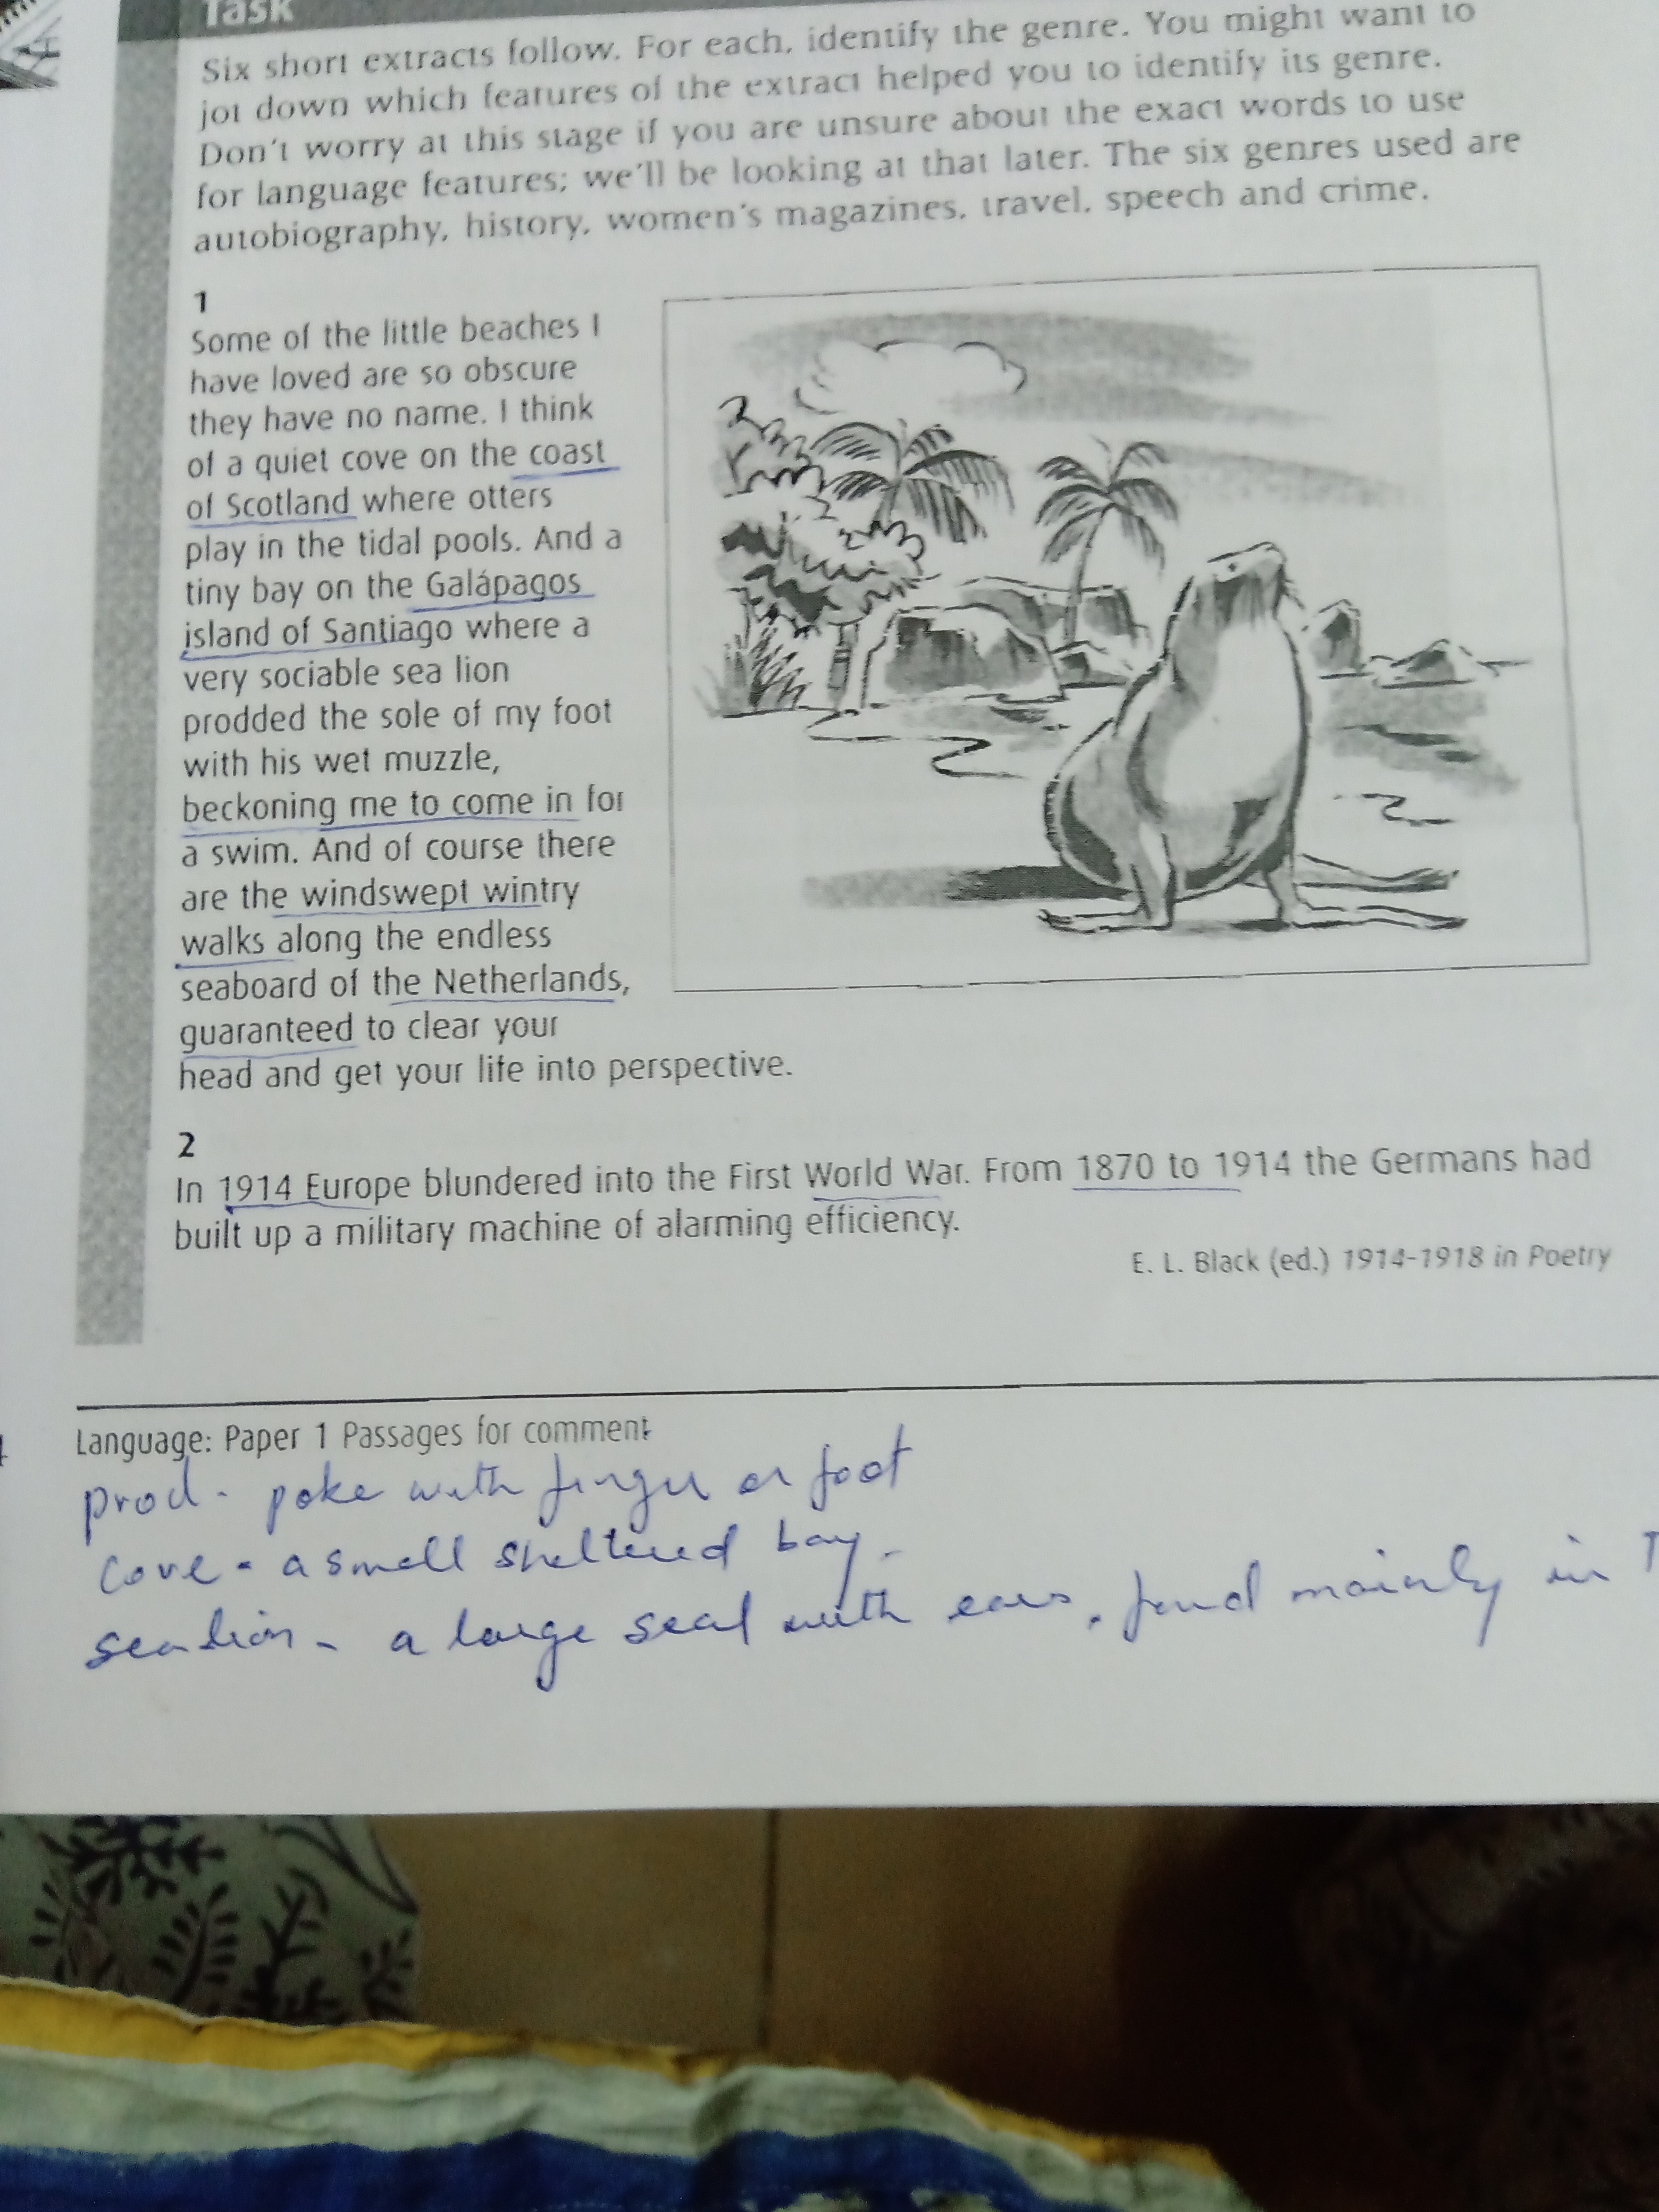 Task
Six short extracts follow. For each, identify the genre. You might want to
jot down which features of the extract helped you to identify its genre.
Don't worry at this stage if you are unsure about the exact words to use
for language features; we'll be looking at that later. The six genres used are
autobiography, history, women's magazines, travel, speech and crime.
1
Some of the little beaches I
have loved are so obscure
they have no name. I think
of a quiet cove on the coast
of Scotland where otters
play in the tidal pools. And a
tiny bay on the Galápagos
island of Santiago where a
very sociable sea lion
prodded the sole of my foot
with his wet muzzle,
beckoning me to come in for
a swim. And of course there
are the windswept wintry
walks along the endless
seaboard of the Netherlands,
guaranteed to clear your
head and get your life into perspective.
2
In 1914 Europe blundered into the First World War. From 1870 to 1914 the Germans had
built up a military machine of alarming efficiency.
E. L. Black (ed.) 1914-1918 in Poetry
Language: Paper 1 Passages for comment
prod - poke with finger or foot
cove - a small sheltered bay.
sea lion - a large seal with ears. found mainly in